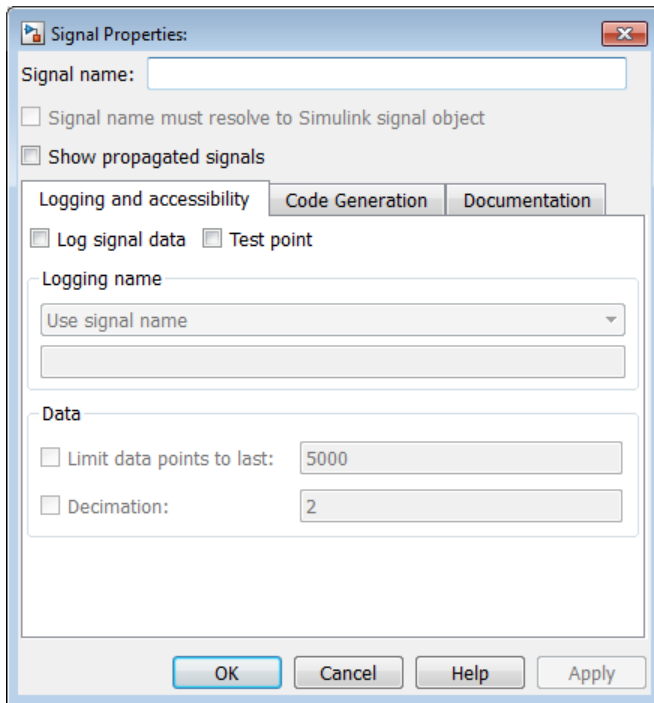 Signal Properties:
Signal name:
Signal name must resolve to Simulink signal object
Show propagated signals
Logging and accessibility Code Generation Documentation
Log signal data Test point
Logging name
Use signal name
Data
Limit data points to last: 5000
Decimation: 2
OK Cancel Help Apply